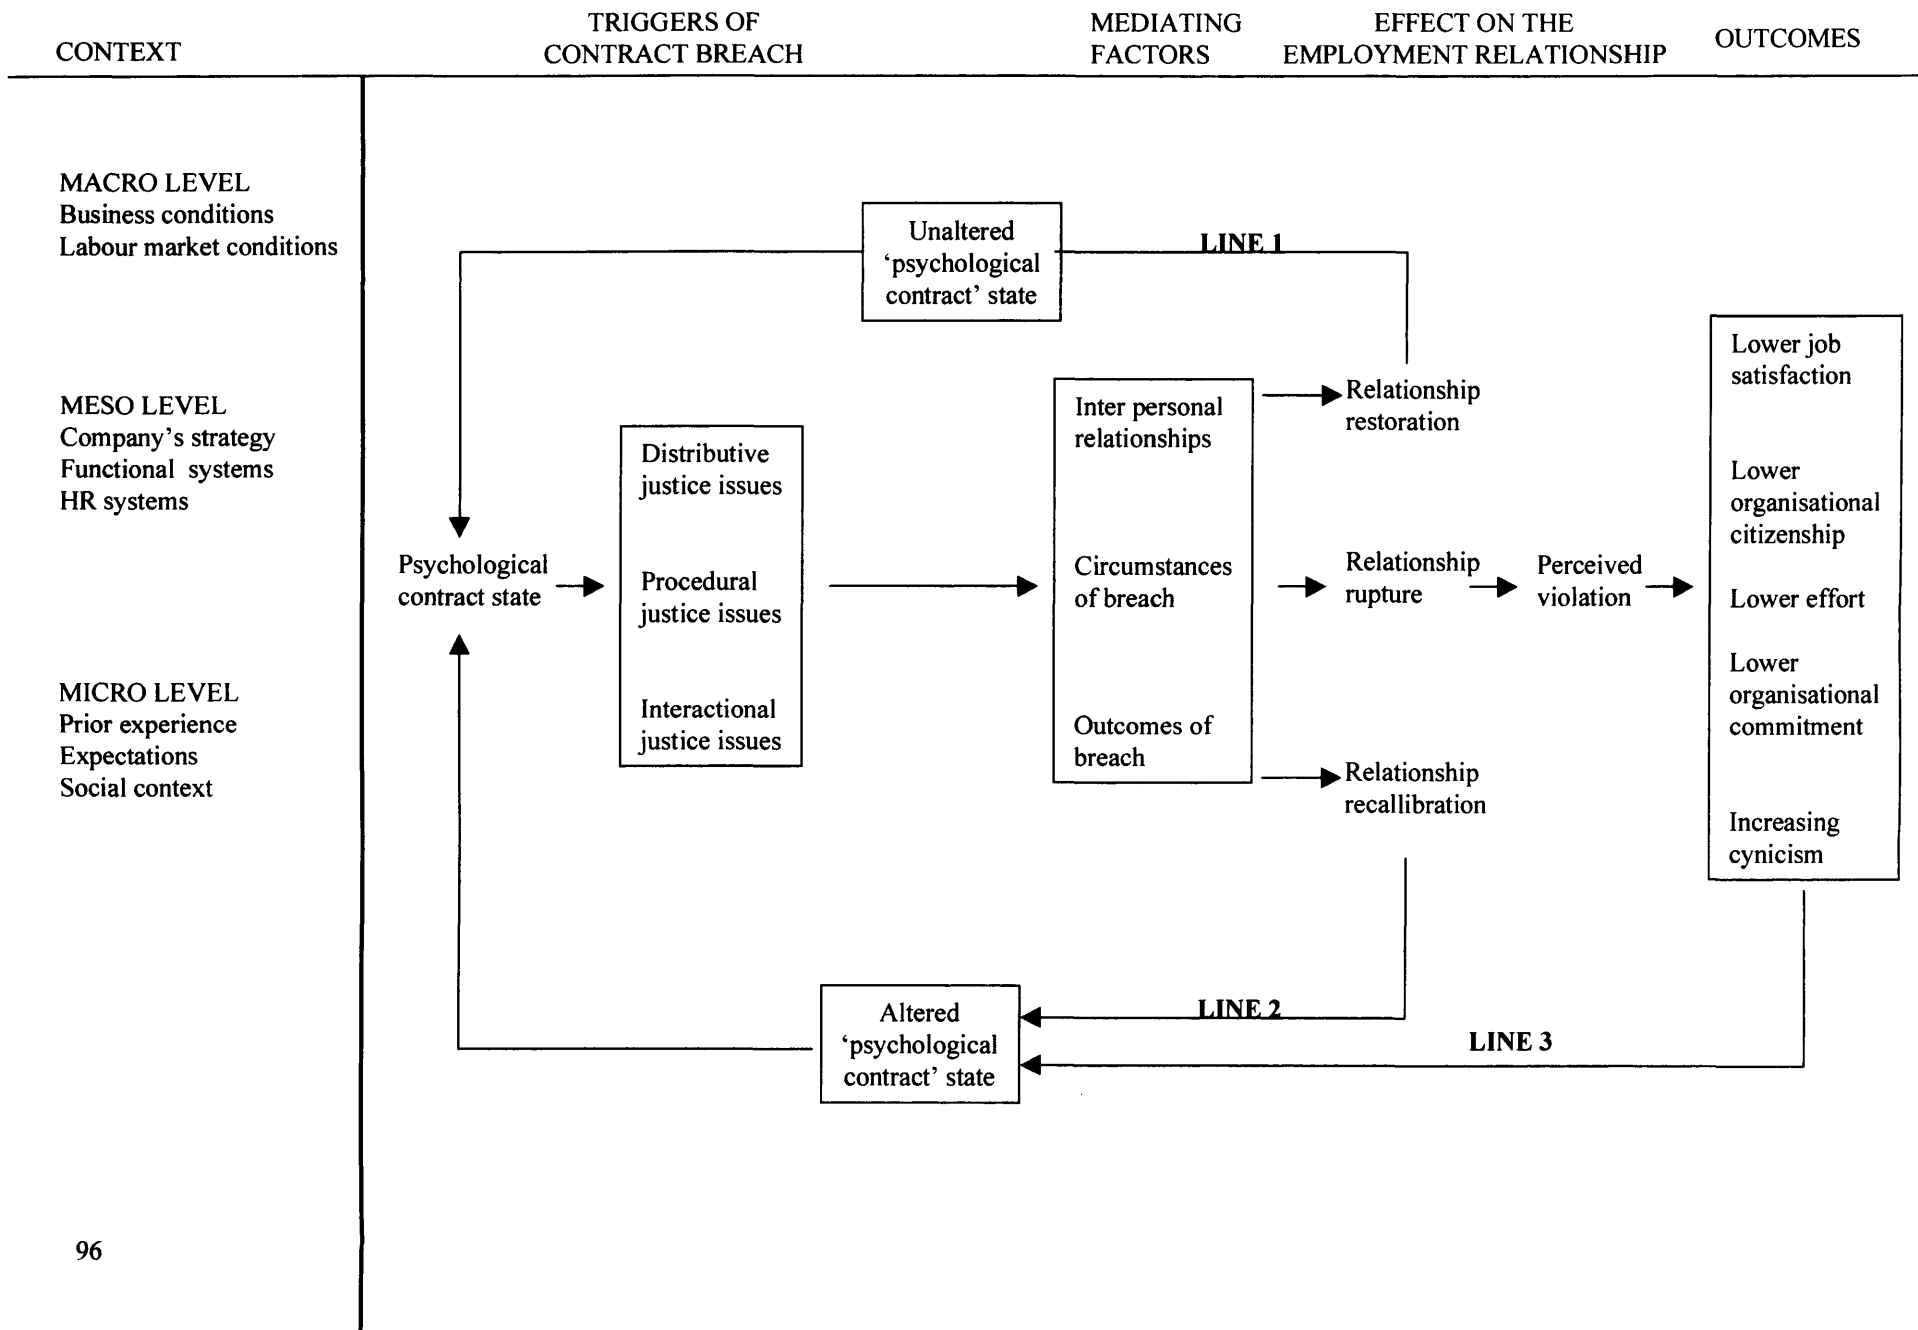 CONTEXT
TRIGGERS OF
CONTRACT BREACH
MEDIATING
FACTORS
EFFECT ON THE
EMPLOYMENT RELATIONSHIP
OUTCOMES
MACRO LEVEL
Business conditions
Labour market conditions
MESO LEVEL
Company's strategy
Functional systems
HR systems
MICRO LEVEL
Prior experience
Expectations
Social context
Unaltered
‘psychological
contract’ state
LINE 1
Psychological
contract state
Distributive
justice issues
Procedural
justice issues
Interactional
justice issues
Inter personal
relationships
Circumstances
of breach
Outcomes of
breach
Relationship
restoration
Relationship
rupture
Perceived
violation
Relationship
recallibration
Lower job
satisfaction
Lower
organisational
citizenship
Lower effort
Lower
organisational
commitment
Increasing
cynicism
Altered
‘psychological
contract’ state
LINE 2
LINE 3
96